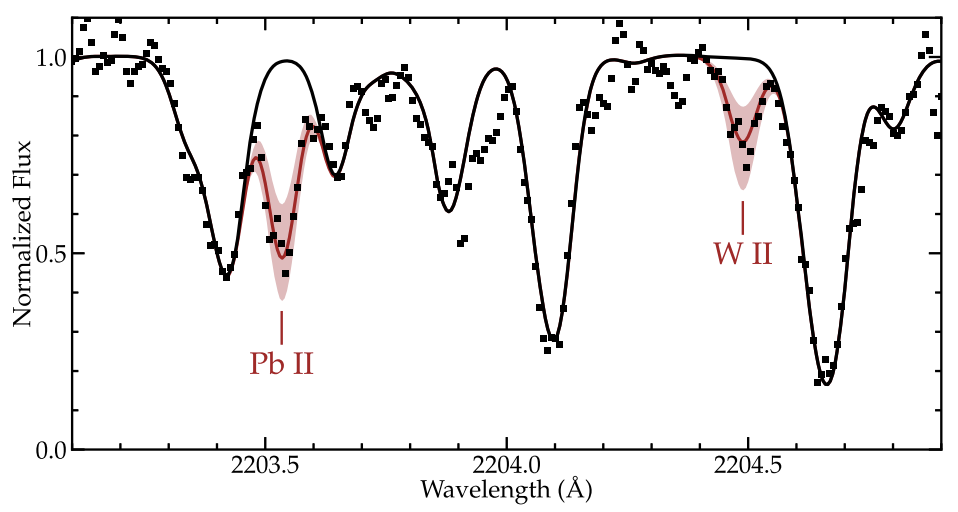 1.0
0.5
0.0
Normalized Flux
Pb II
W II
2203.5
2204.0
2204.5
Wavelength (Å)